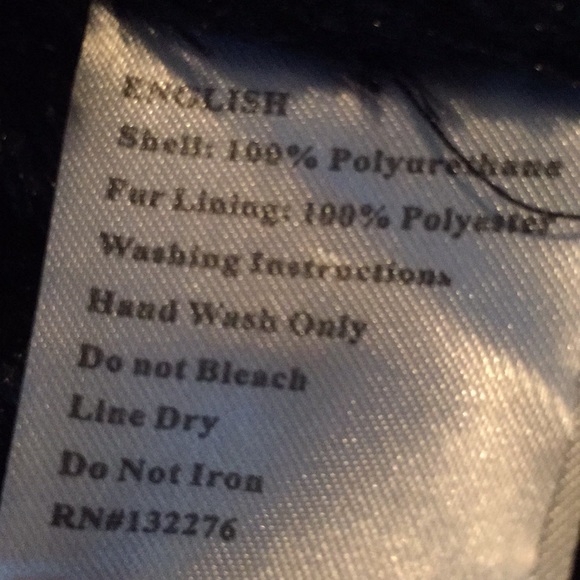 ENGLISH
Shell: 100% Polyurethane
Fur Lining: 100% Polyester
Washing Instructions
Hand Wash Only
Do not Bleach
Line Dry
Do Not Iron
RN#132276